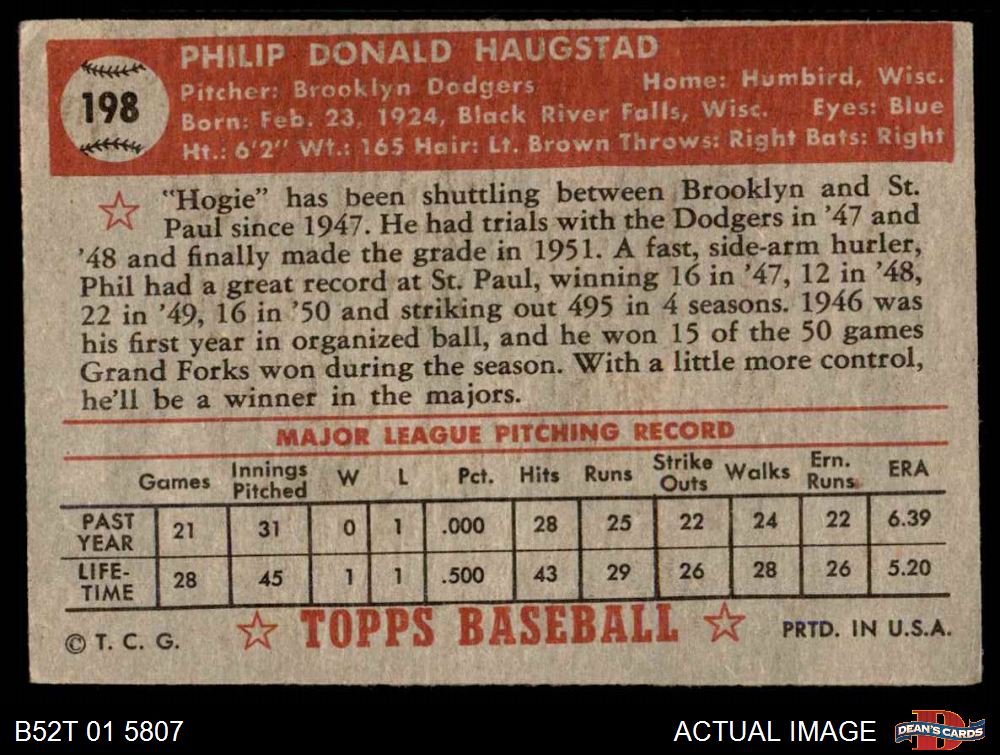 198
PHILIP DONALD HAUGSTAD
Pitcher: Brooklyn Dodgers Home: Humbird, Wisc.
Born: Feb. 23, 1924, Black River Falls, Wisc. Eyes: Blue
Ht.: 6'2" Wt.: 165 Hair: Lt. Brown Throws: Right Bats: Right
"Hogie" has been shuttling between Brooklyn and St.
Paul since 1947. He had trials with the Dodgers in '47 and
'48 and finally made the grade in 1951. A fast, side-arm hurler,
Phil had a great record at St. Paul, winning 16 in '47, 12 in '48,
22 in '49, 16 in '50 and striking out 495 in 4 seasons. 1946 was
his first year in organized ball, and he won 15 of the 50 games
Grand Forks won during the season. With a little more control,
he'll be a winner in the majors.
MAJOR LEAGUE PITCHING RECORD
Games Innings Pitched W L Pct. Hits Runs Strike Outs Walks Ern. Runs ERA
PAST YEAR 21 31 0 1 .000 28 25 22 24 22 6.39
LIFE-TIME 28 45 1 1 .500 43 29 26 28 26 5.20
© T. C. G. TOPPS BASEBALL PRTD. IN U.S.A.
B52T 01 5807 ACTUAL IMAGE DEAN'S CARDS